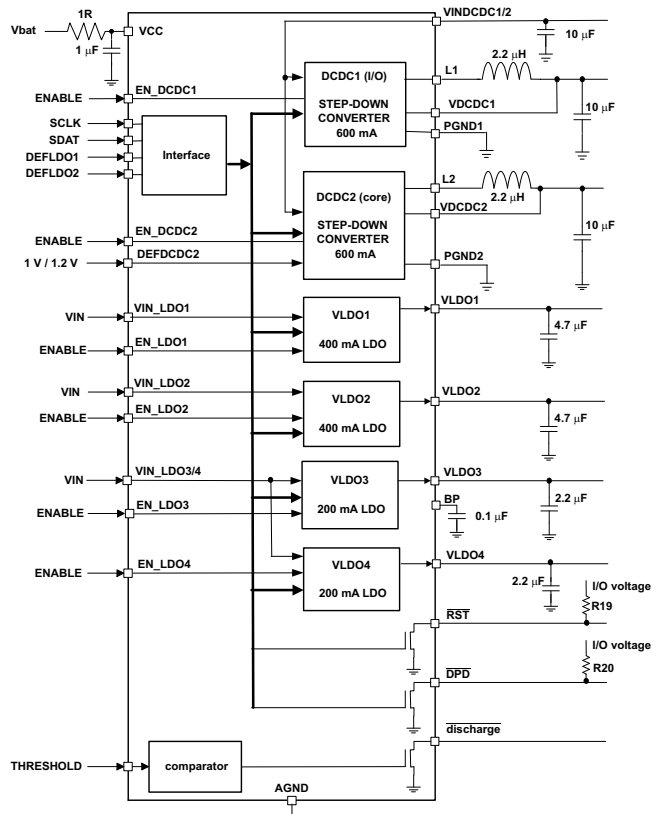 1R
Vbat
VCC
1 μF
VINDCDC1/2
10 μF
2.2 μH
L1
DCDC1 (I/O)
STEP-DOWN
CONVERTER
600 mA
VDCDC1
10 μF
PGND1
ENABLE
EN_DCDC1
SCLK
SDAT
DEFLDO1
DEFLDO2
Interface
L2
2.2 μH
DCDC2 (core)
STEP-DOWN
CONVERTER
600 mA
VDCDC2
10 μF
PGND2
EN_DCDC2
ENABLE
1 V / 1.2 V
DEFDCDC2
VIN
VIN_LDO1
VLDO1
400 mA LDO
VLDO1
4.7 μF
ENABLE
EN_LDO1
VIN
VIN_LDO2
VLDO2
400 mA LDO
VLDO2
4.7 μF
ENABLE
EN_LDO2
VIN
VIN_LDO3/4
VLDO3
200 mA LDO
VLDO3
BP
0.1 μF
2.2 μF
ENABLE
EN_LDO3
ENABLE
EN_LDO4
VLDO4
200 mA LDO
VLDO4
2.2 μF
I/O voltage
R19
RST
I/O voltage
R20
DPD
discharge
THRESHOLD
comparator
AGND